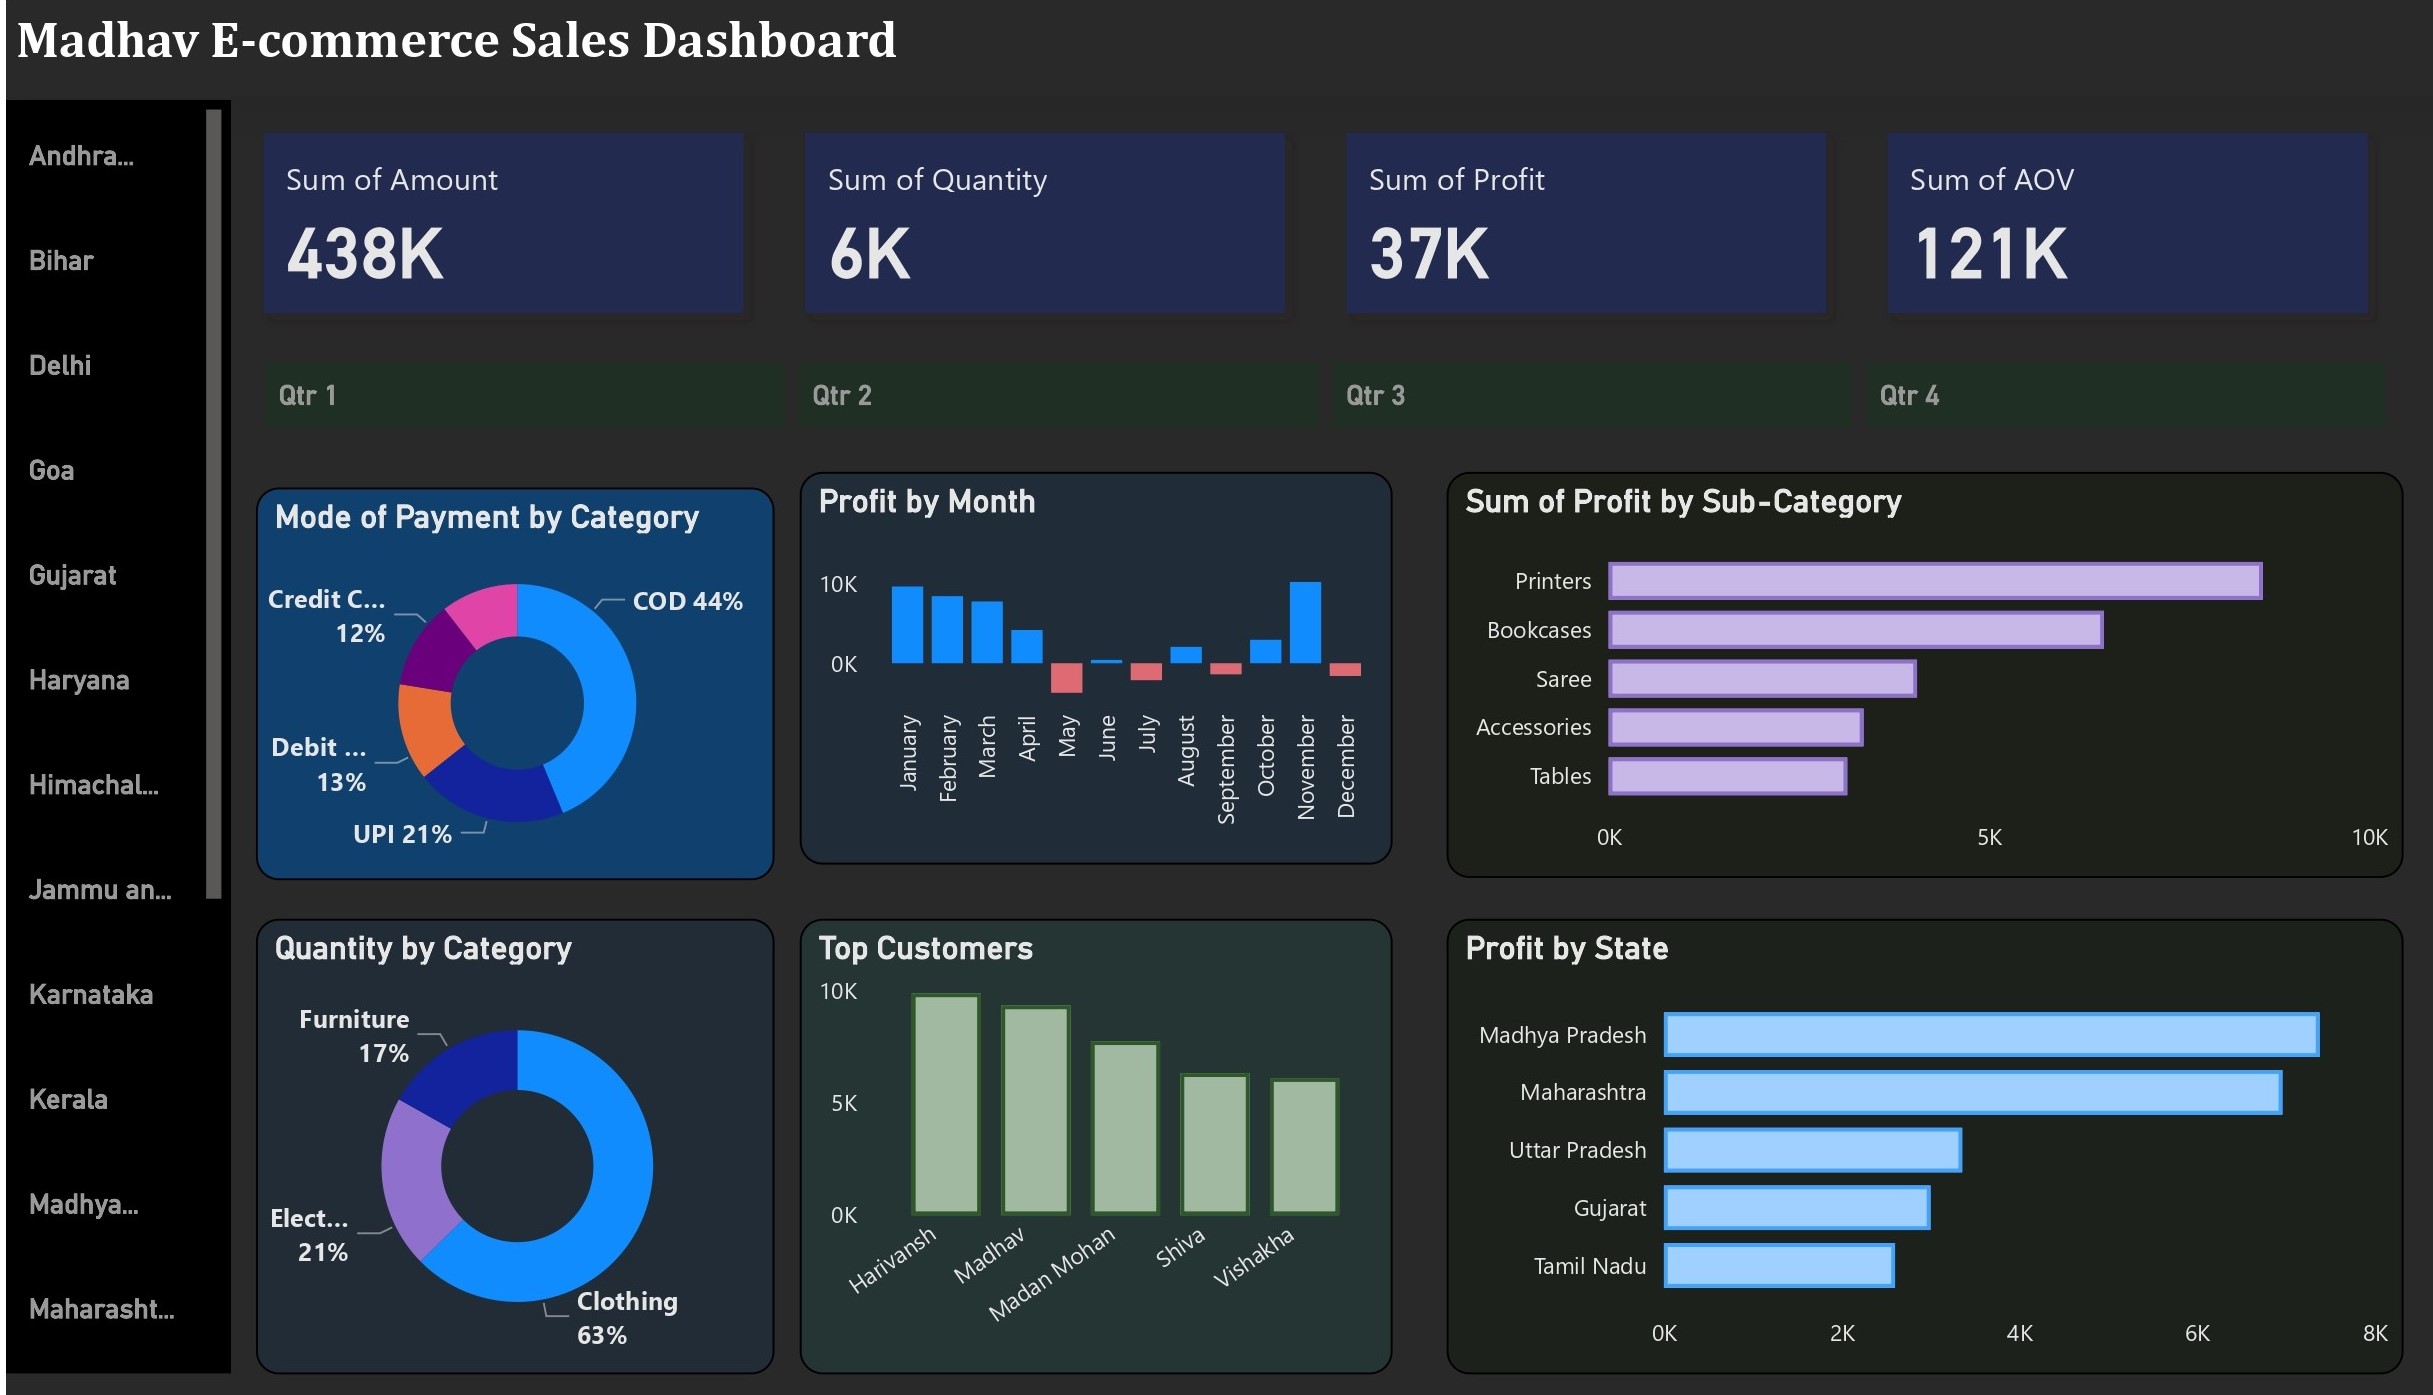 Madhav E-commerce Sales Dashboard
Andhra...
Bihar
Delhi
Goa
Gujarat
Haryana
Himachal...
Jammu an...
Karnataka
Kerala
Madhya...
Maharasht...
Sum of Amount
438K
Sum of Quantity
6K
Sum of Profit
37K
Sum of AOV
121K
Qtr 1
Qtr 2
Qtr 3
Qtr 4
Mode of Payment by Category
COD 44%
Credit C...
12%
Debit ...
13%
UPI 21%
Profit by Month
10K
0K
January
February
March
April
May
June
July
August
September
October
November
December
Sum of Profit by Sub-Category
Printers
Bookcases
Saree
Accessories
Tables
0K
5K
10K
Quantity by Category
Furniture
17%
Elect...
21%
Clothing
63%
Top Customers
10K
5K
0K
Harivansh
Madhav
Madan Mohan
Shiva
Vishakha
Profit by State
Madhya Pradesh
Maharashtra
Uttar Pradesh
Gujarat
Tamil Nadu
0K
2K
4K
6K
8K